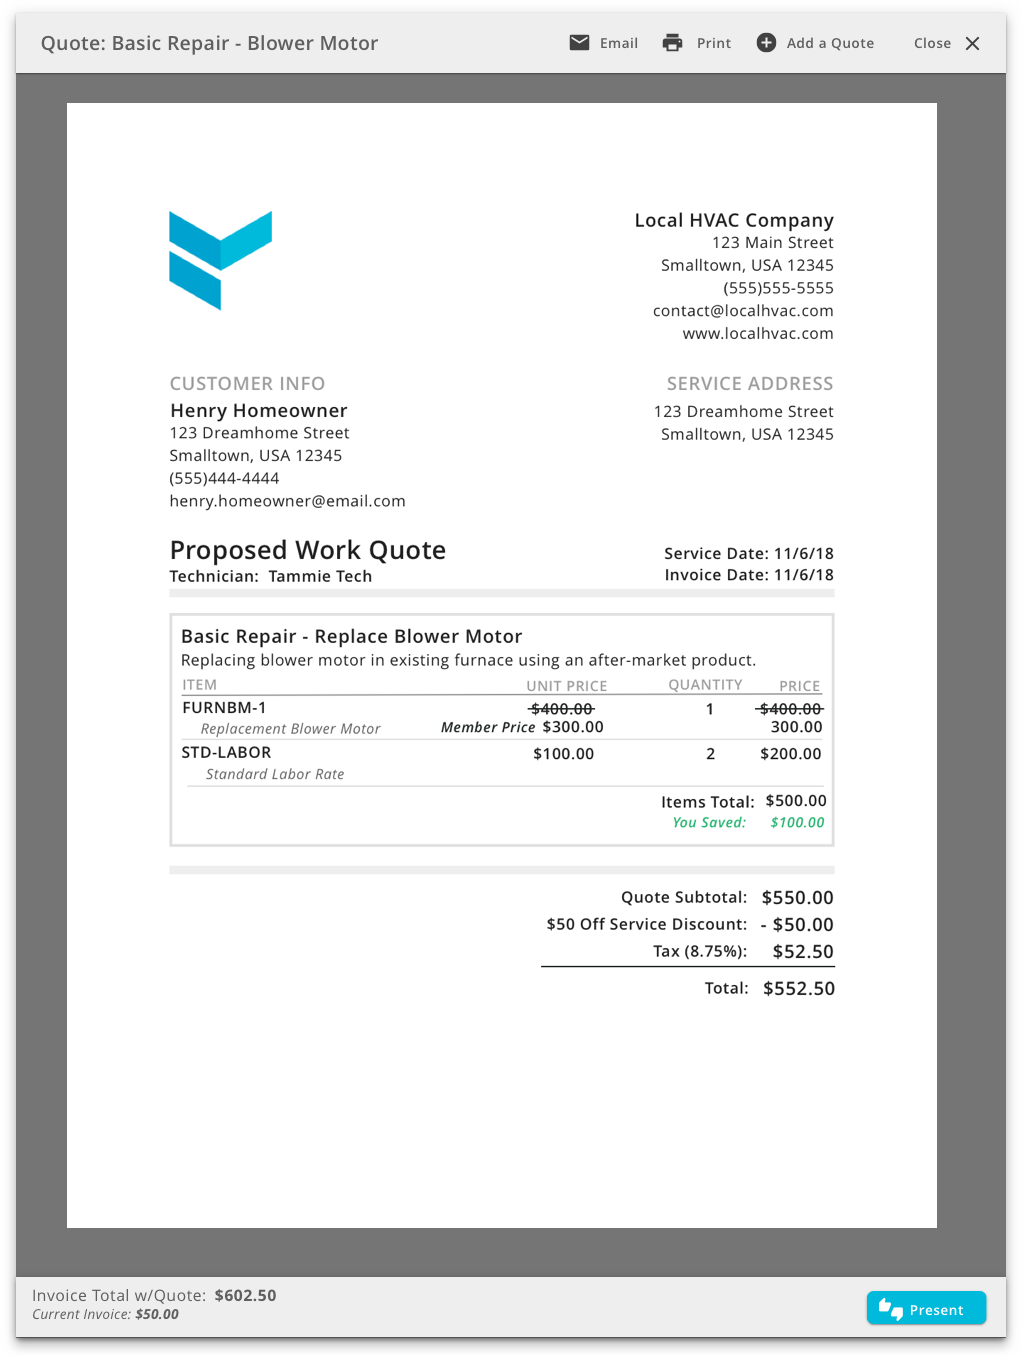 Quote: Basic Repair - Blower Motor
Email
Print
Add a Quote
Close
Local HVAC Company
123 Main Street
Smalltown, USA 12345
(555)555-5555
contact@localhvac.com
www.localhvac.com
CUSTOMER INFO
Henry Homeowner
123 Dreamhome Street
Smalltown, USA 12345
(555)444-4444
henry.homeowner@email.com
SERVICE ADDRESS
123 Dreamhome Street
Smalltown, USA 12345
Proposed Work Quote
Technician: Tammie Tech
Service Date: 11/6/18
Invoice Date: 11/6/18
Basic Repair - Replace Blower Motor
Replacing blower motor in existing furnace using an after-market product.
ITEM UNIT PRICE QUANTITY PRICE
FURNBM-1 $400.00 1 $400.00
Replacement Blower Motor Member Price $300.00 300.00
STD-LABOR $100.00 2 $200.00
Standard Labor Rate
Items Total: $500.00
You Saved: $100.00
Quote Subtotal: $550.00
$50 Off Service Discount: - $50.00
Tax (8.75%): $52.50
Total: $552.50
Invoice Total w/Quote: $602.50
Current Invoice: $50.00
Present